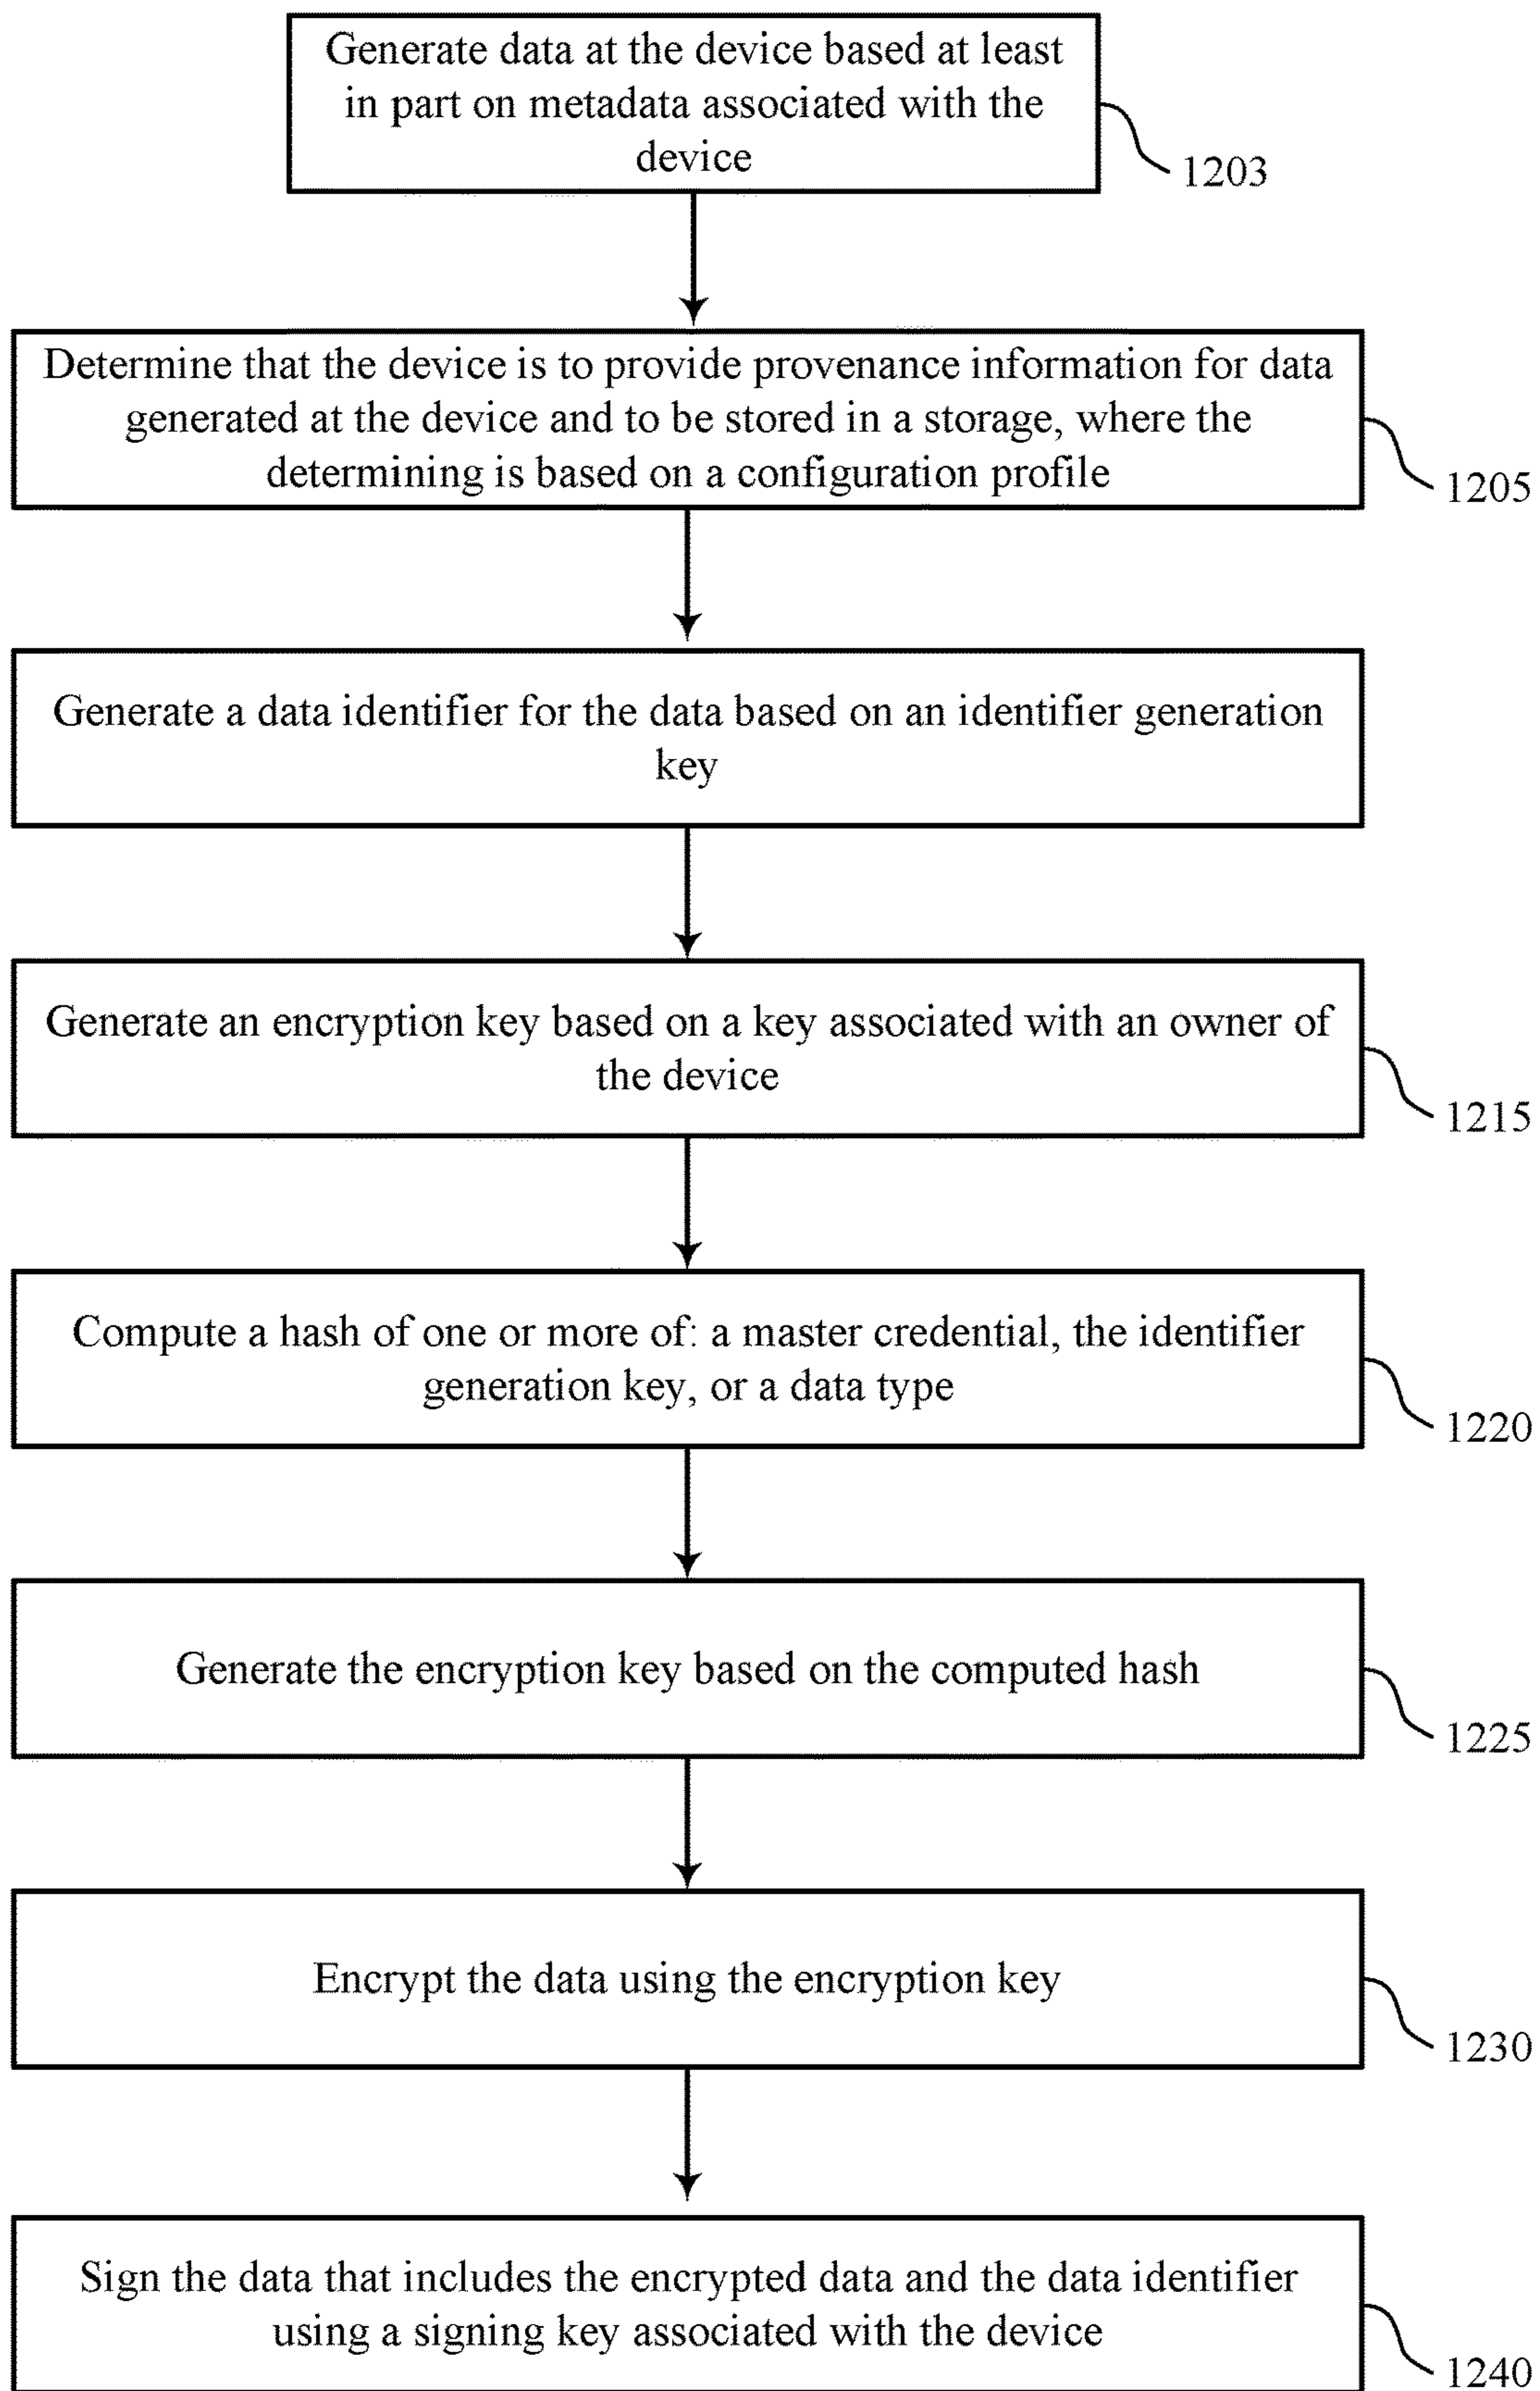 Generate data at the device based at least
in part on metadata associated with the
device
1203
Determine that the device is to provide provenance information for data
generated at the device and to be stored in a storage, where the
determining is based on a configuration profile
1205
Generate a data identifier for the data based on an identifier generation
key
Generate an encryption key based on a key associated with an owner of
the device
1215
Compute a hash of one or more of: a master credential, the identifier
generation key, or a data type
1220
Generate the encryption key based on the computed hash
1225
Encrypt the data using the encryption key
1230
Sign the data that includes the encrypted data and the data identifier
using a signing key associated with the device
1240